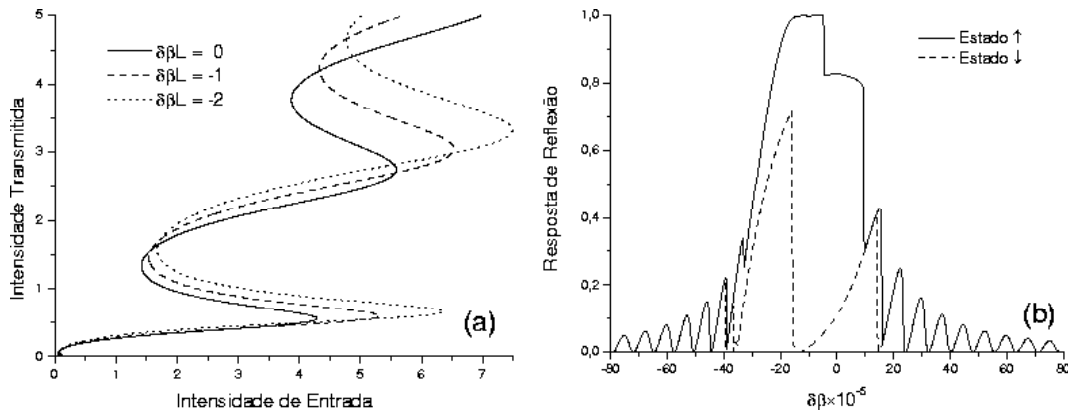 5
4
3
2
1
0
Intensidade Transmitida
δβL = 0
δβL = -1
δβL = -2
(a)
0 1 2 3 4 5 6 7
Intensidade de Entrada
1,0
0,8
0,6
0,4
0,2
0,0
Resposta de Reflexão
Estado ↑
Estado ↓
(b)
-80 -60 -40 -20 0 20 40 60 80
δβ×10⁻⁵